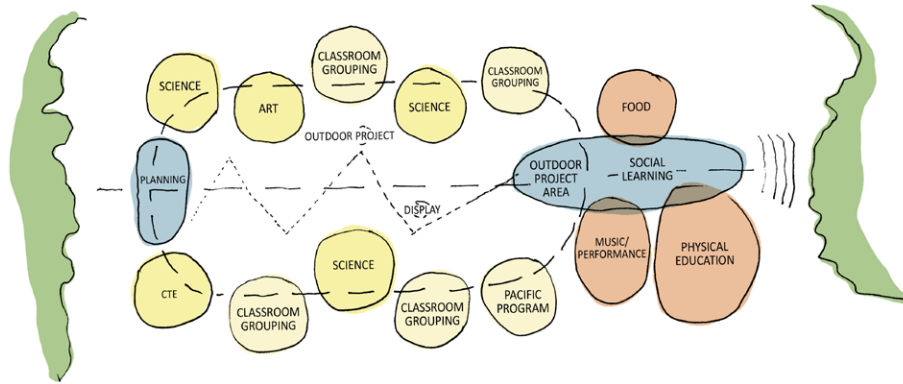 SCIENCE
ART
CLASSROOM
GROUPING
SCIENCE
CLASSROOM
GROUPING
FOOD
OUTDOOR PROJECT
PLANNING
OUTDOOR
PROJECT
AREA
SOCIAL
LEARNING
DISPLAY
MUSIC/
PERFORMANCE
PHYSICAL
EDUCATION
CTE
CLASSROOM
GROUPING
SCIENCE
CLASSROOM
GROUPING
PACIFIC
PROGRAM